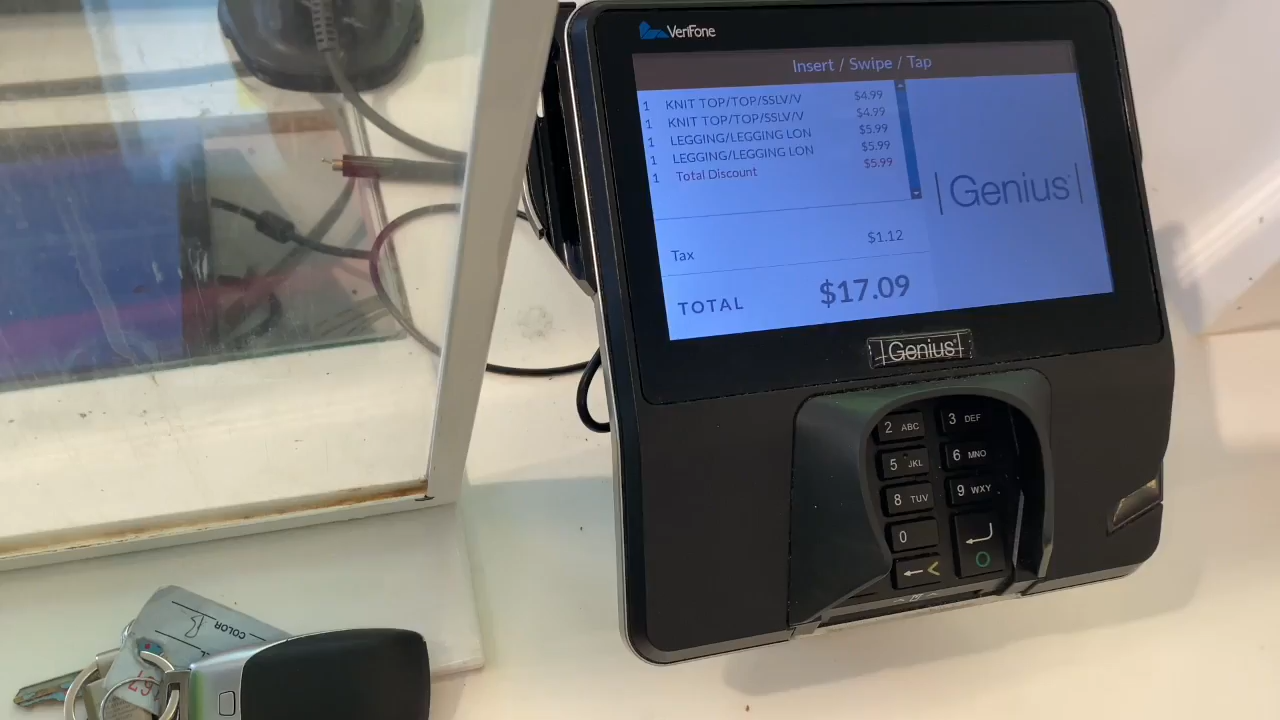 VeriFone
Insert / Swipe / Tap
1 KNIT TOP/TOP/SSLV/V $4.99
1 KNIT TOP/TOP/SSLV/V $4.99
1 LEGGING/LEGGING LON $5.99
1 LEGGING/LEGGING LON $5.99
1 Total Discount $5.99
Genius
Tax $1.12
TOTAL $17.09
Genius
2 ABC 3 DEF
5 JKL 6 MNO
8 TUV 9 WXY
0
COLOR